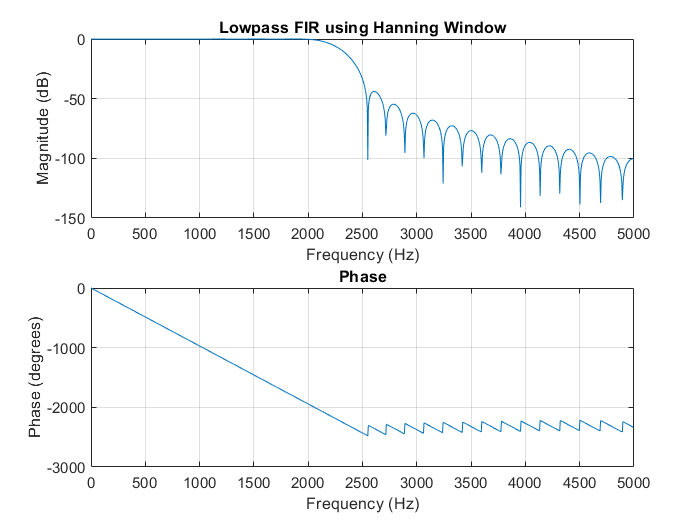 Lowpass FIR using Hanning Window
0
-50
-100
-150
Magnitude (dB)
0 500 1000 1500 2000 2500 3000 3500 4000 4500 5000
Frequency (Hz)
Phase
0
-1000
-2000
-3000
Phase (degrees)
0 500 1000 1500 2000 2500 3000 3500 4000 4500 5000
Frequency (Hz)